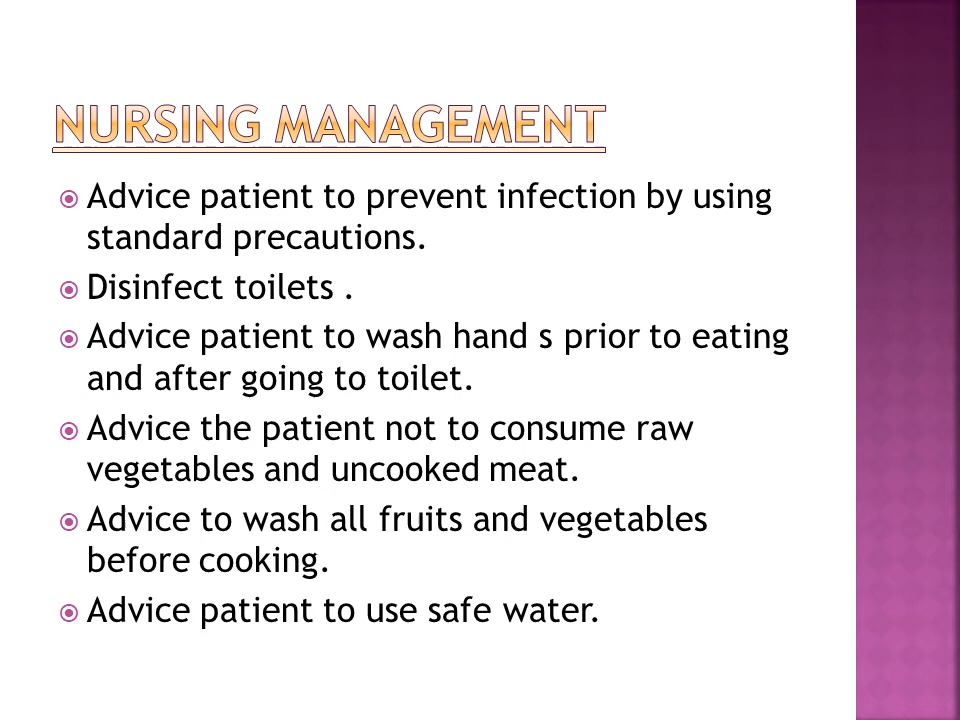 NURSING MANAGEMENT
Advice patient to prevent infection by using
standard precautions.
Disinfect toilets .
Advice patient to wash hand s prior to eating
and after going to toilet.
Advice the patient not to consume raw
vegetables and uncooked meat.
Advice to wash all fruits and vegetables
before cooking.
Advice patient to use safe water.